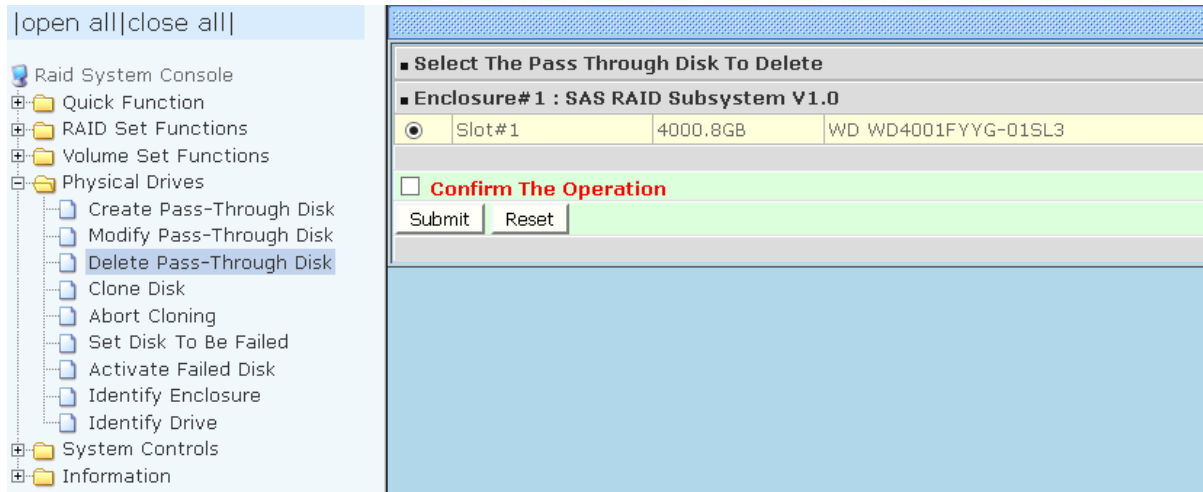 |open all|close all|
Raid System Console
Quick Function
RAID Set Functions
Volume Set Functions
Physical Drives
Create Pass-Through Disk
Modify Pass-Through Disk
Delete Pass-Through Disk
Clone Disk
Abort Cloning
Set Disk To Be Failed
Activate Failed Disk
Identify Enclosure
Identify Drive
System Controls
Information
Select The Pass Through Disk To Delete
Enclosure#1 : SAS RAID Subsystem V1.0
Slot#1 4000.8GB WD WD4001FYYG-01SL3
Confirm The Operation
Submit Reset